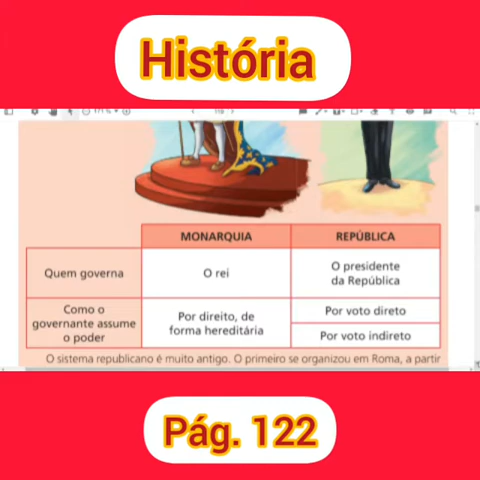 História
MONARQUIA
REPÚBLICA
Quem governa
O rei
O presidente
da República
Como o
governante assume
o poder
Por direito, de
forma hereditária
Por voto direto
Por voto indireto
O sistema republicano é muito antigo. O primeiro se organizou em Roma, a partir
Pág. 122